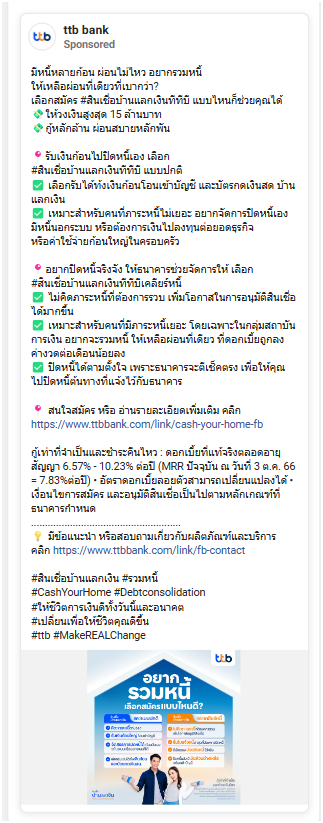 ttb
ttb bank
Sponsored
มีหนี้หลายก้อน ผ่อนไม่ไหว อยากรวมหนี้
ให้เหลือผ่อนที่เดียวที่เบากว่า?
เลือกสมัคร #สินเชื่อบ้านแลกเงินทีทีบี แบบไหนก็ช่วยคุณได้
💸 ให้วงเงินสูงสุด 15 ล้านบาท
💸 กู้หลักล้าน ผ่อนสบายหลักพัน
📍 รับเงินก้อนไปปิดหนี้เอง เลือก
#สินเชื่อบ้านแลกเงินทีทีบี แบบปกติ
✅ เลือกรับได้ทั้งเงินก้อนโอนเข้าบัญชี และบัตรกดเงินสด บ้าน
แลกเงิน
✅ เหมาะสำหรับคนที่ภาระหนี้ไม่เยอะ อยากจัดการปิดหนี้เอง
มีหนี้นอกระบบ หรือต้องการเงินไปลงทุนต่อยอดธุรกิจ
หรือค่าใช้จ่ายก้อนใหญ่ในครอบครัว
📍 อยากปิดหนี้จริงจัง ให้ธนาคารช่วยจัดการให้ เลือก
#สินเชื่อบ้านแลกเงินทีทีบีเคลียร์หนี้
✅ ไม่คิดภาระหนี้ที่ต้องการรวบ เพิ่มโอกาสในการอนุมัติสินเชื่อ
ได้มากขึ้น
✅ เหมาะสำหรับคนที่มีภาระหนี้เยอะ โดยเฉพาะในกลุ่มสถาบัน
การเงิน อยากจะรวมหนี้ ให้เหลือผ่อนที่เดียว ที่ดอกเบี้ยถูกลง
ค่างวดต่อเดือนน้อยลง
✅ ปิดหนี้ได้ตามตั้งใจ เพราะธนาคารจะตีเช็คตรง เพื่อให้คุณ
ไปปิดหนี้ต้นทางที่แจ้งไว้กับธนาคาร
📍 สนใจสมัคร หรือ อ่านรายละเอียดเพิ่มเติม คลิก
https://www.ttbbank.com/link/cash-your-home-fb
กู้เท่าที่จำเป็นและชำระคืนไหว : ดอกเบี้ยที่แท้จริงตลอดอายุ
สัญญา 6.57% - 10.23% ต่อปี (MRR ปัจจุบัน ณ วันที่ 3 ต.ค. 66
= 7.83%ต่อปี) • อัตราดอกเบี้ยลอยตัวสามารถเปลี่ยนแปลงได้ •
เงื่อนไขการสมัคร และอนุมัติสินเชื่อเป็นไปตามหลักเกณฑ์ที่
ธนาคารกำหนด
......................................................
💡 มีข้อแนะนำ หรือสอบถามเกี่ยวกับผลิตภัณฑ์และบริการ
คลิก https://www.ttbbank.com/link/fb-contact
#สินเชื่อบ้านแลกเงิน #รวมหนี้
#CashYourHome #Debtconsolidation
#ให้ชีวิตการเงินดีทั้งวันนี้และอนาคต
#เปลี่ยนเพื่อให้ชีวิตคุณดีขึ้น
#ttb #MakeREALChange
ttb
อยาก
รวมหนี้
เลือกสมัครแบบไหนดี?